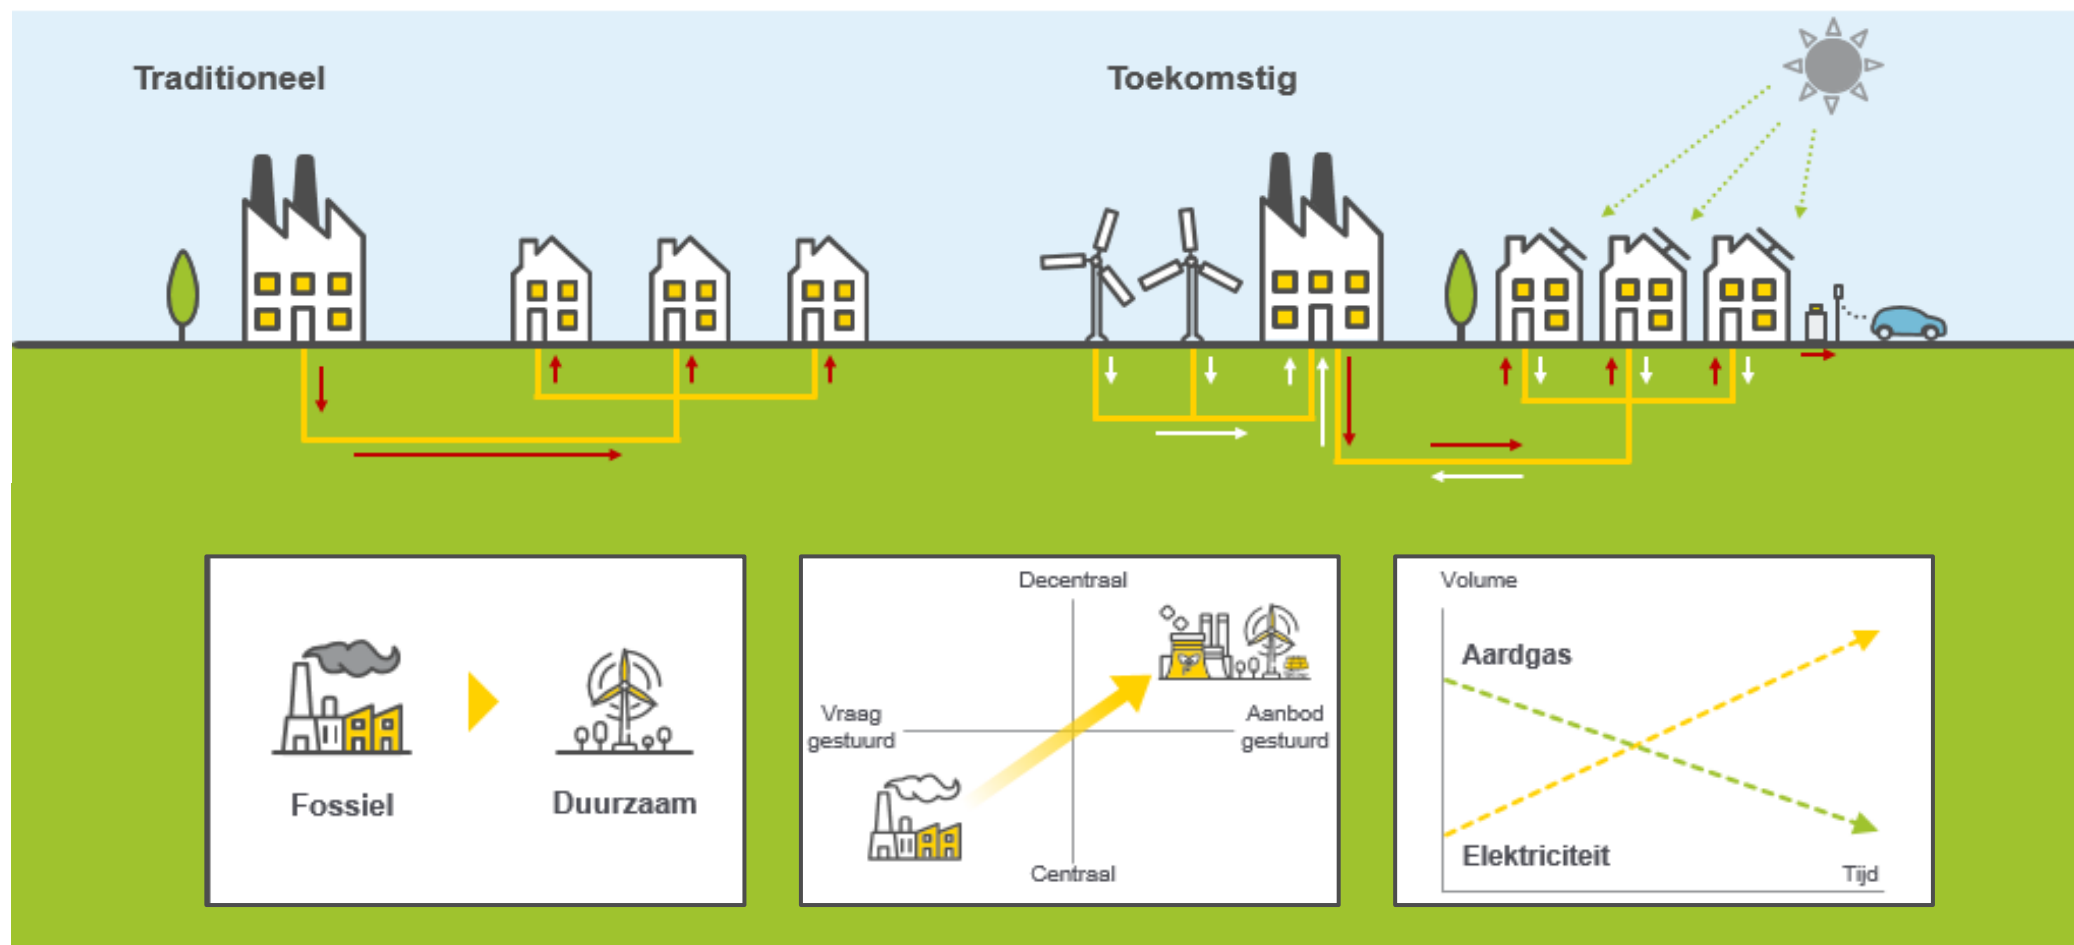 Traditioneel
Toekomstig
Fossiel
Duurzaam
Decentraal
Vraag
gestuurd
Aanbod
gestuurd
Centraal
Volume
Aardgas
Elektriciteit
Tijd